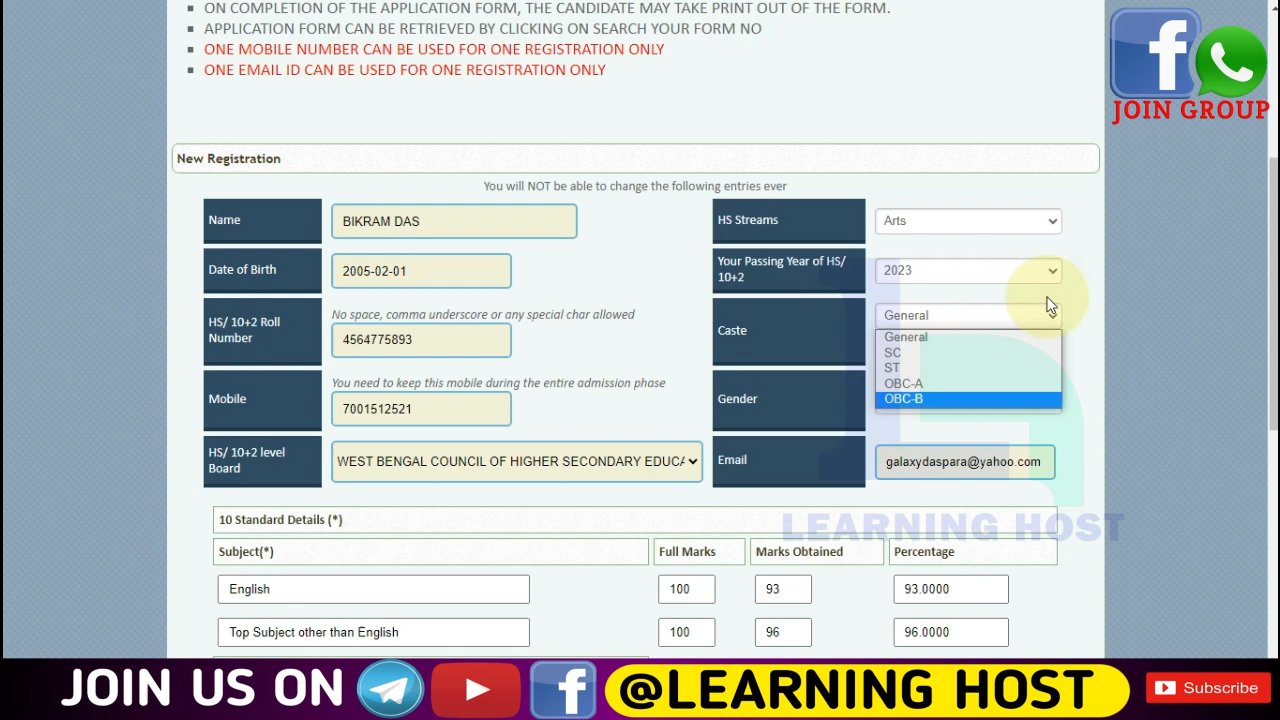 ON COMPLETION OF THE APPLICATION FORM, THE CANDIDATE MAY TAKE PRINT OUT OF THE FORM.
APPLICATION FORM CAN BE RETRIEVED BY CLICKING ON SEARCH YOUR FORM NO
ONE MOBILE NUMBER CAN BE USED FOR ONE REGISTRATION ONLY
ONE EMAIL ID CAN BE USED FOR ONE REGISTRATION ONLY
JOIN GROUP
New Registration
You will NOT be able to change the following entries ever
Name BIKRAM DAS HS Streams Arts
Date of Birth 2005-02-01 Your Passing Year of HS/ 10+2 2023
HS/ 10+2 Roll Number No space, comma underscore or any special char allowed
4564775893
Caste General
General
SC
ST
OBC-A
OBC-B
Mobile You need to keep this mobile during the entire admission phase
7001512521
Gender
HS/ 10+2 level Board WEST BENGAL COUNCIL OF HIGHER SECONDARY EDUCA Email galaxydaspara@yahoo.com
LEARNING HOST
10 Standard Details (*)
Subject(*) Full Marks Marks Obtained Percentage
English 100 93 93.0000
Top Subject other than English 100 96 96.0000
JOIN US ON @LEARNING HOST Subscribe